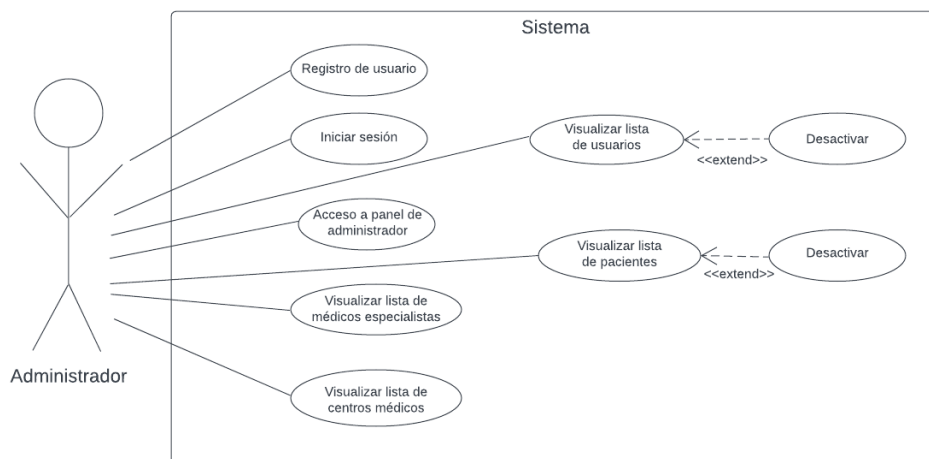 Sistema
Registro de usuario
Iniciar sesión
Visualizar lista
de usuarios
<<extend>>
Desactivar
Acceso a panel de
administrador
Visualizar lista
de pacientes
<<extend>>
Desactivar
Visualizar lista de
médicos especialistas
Administrador
Visualizar lista de
centros médicos